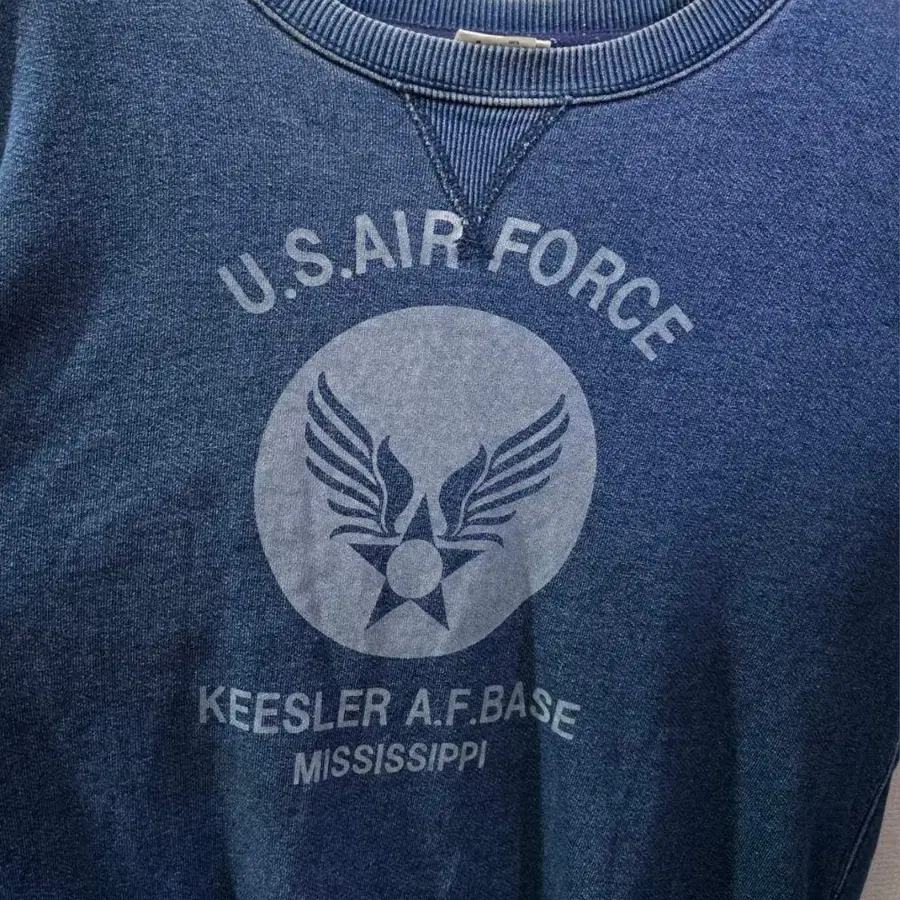 U.S.AIR FORCE
KEESLER A.F.BASE
MISSISSIPPI